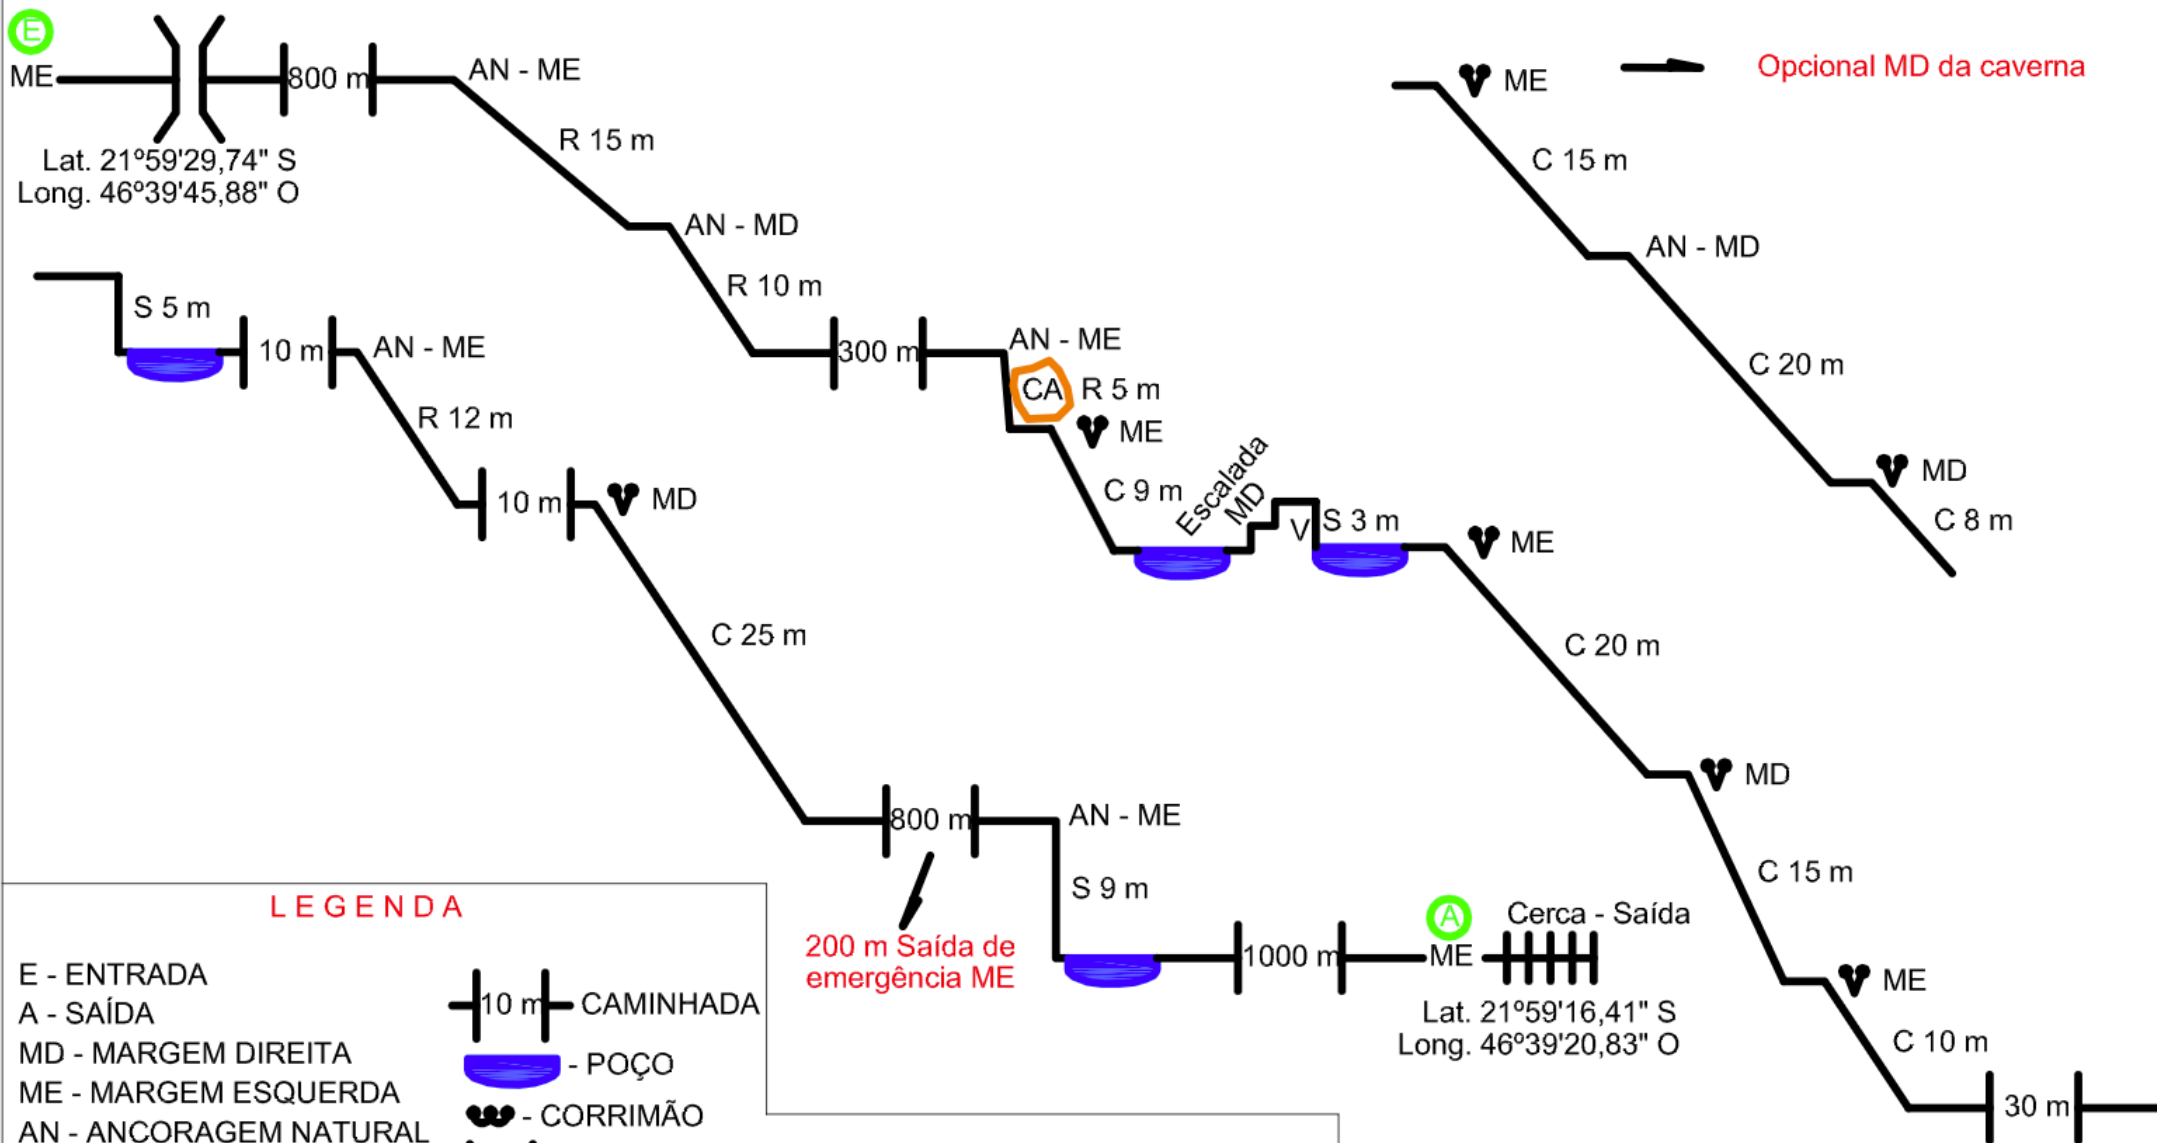 E
ME
800 m
AN - ME
Lat. 21º59'29,74" S
Long. 46º39'45,88" O
R 15 m
AN - MD
R 10 m
300 m
AN - ME
CA
R 5 m
ME
C 9 m
Escalada
MD
V
S 3 m
ME
C 20 m
MD
C 15 m
ME
C 10 m
30 m
ME
Opcional MD da caverna
C 15 m
AN - MD
C 20 m
MD
C 8 m
S 5 m
10 m
AN - ME
R 12 m
10 m
MD
C 25 m
800 m
200 m Saída de
emergência ME
AN - ME
S 9 m
1000 m
A
ME
Cerca - Saída
Lat. 21º59'16,41" S
Long. 46º39'20,83" O
L E G E N D A
E - ENTRADA
A - SAÍDA
MD - MARGEM DIREITA
ME - MARGEM ESQUERDA
AN - ANCORAGEM NATURAL
10 m CAMINHADA
- POÇO
- CORRIMÃO